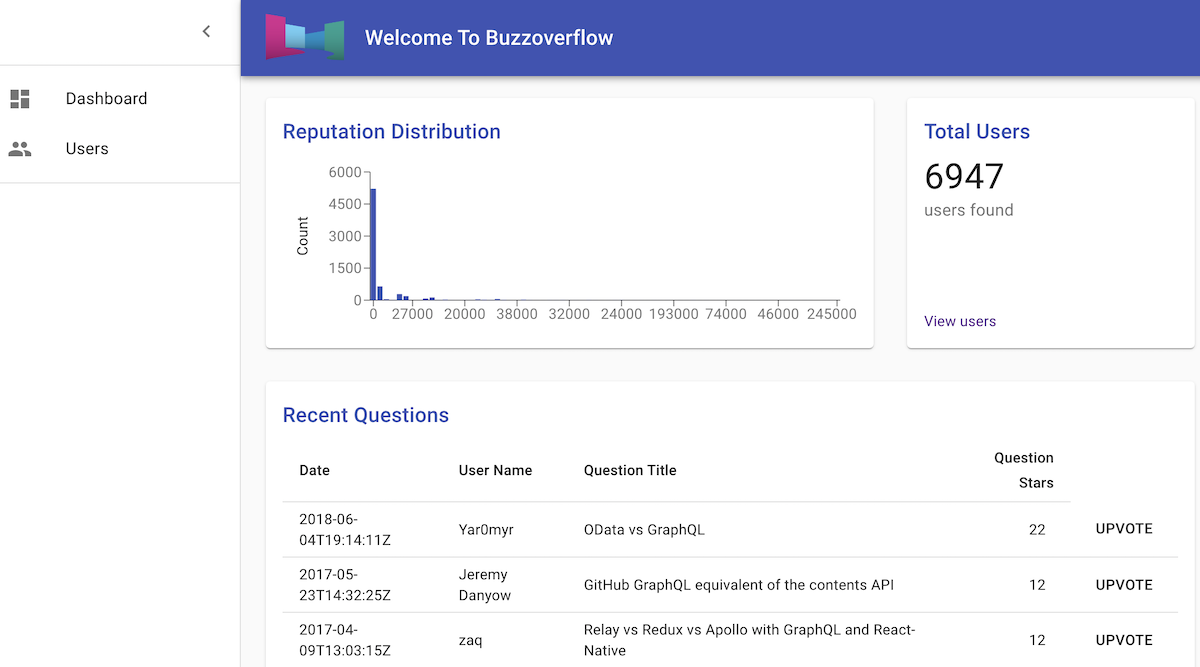 Welcome To Buzzoverflow
Dashboard
Users
Reputation Distribution
6000
4500
3000
1500
0
Count
0 27000 20000 38000 32000 24000 193000 74000 46000 245000
Total Users
6947
users found
View users
Recent Questions
Date User Name Question Title Question
Stars
2018-06-
04T19:14:11Z Yar0myr OData vs GraphQL 22 UPVOTE
2017-05-
23T14:32:25Z
Jeremy
Danyow
GitHub GraphQL equivalent of the contents API 12 UPVOTE
2017-04-
09T13:03:15Z
zaq
Relay vs Redux vs Apollo with GraphQL and React-
Native
12 UPVOTE